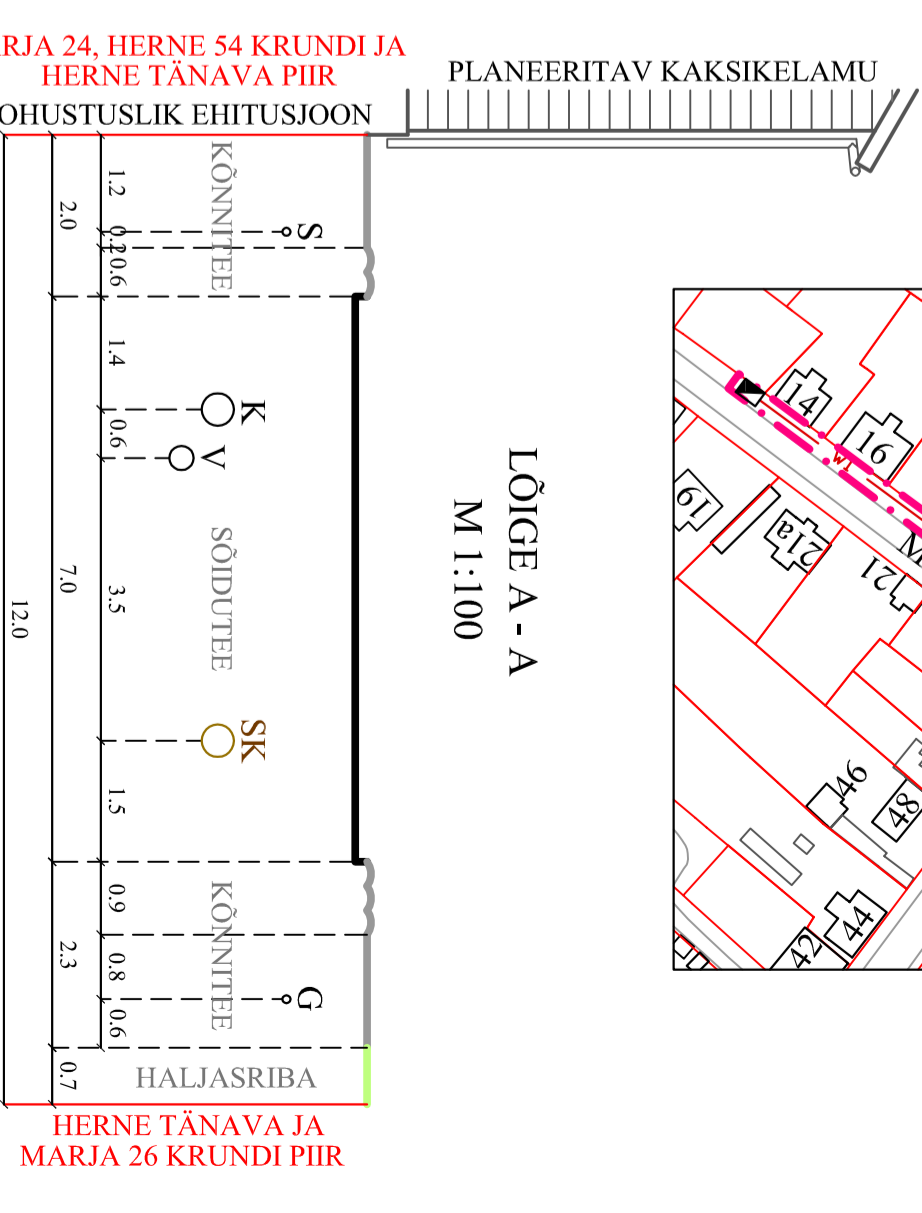 RJA 24, HERNE 54 KRUNDI JA
HERNE TÄNAVA PIIR
OHUSTUSLIK EHITUSJOON
PLANEERITAV KAKSIKELAMU
KÕNNITEE
S
1.2
0.2
0.6
2.0
K
V
1.4
0.6
SÕIDUTEE
3.5
7.0
12.0
SK
1.5
KÕNNITEE
G
0.9
0.8
0.6
2.3
0.7
HALJASRIBA
HERNE TÄNAVA JA
MARJA 26 KRUNDI PIIR
LÕIGE A - A
M 1:100
14
16
W1
M
19
21a
121
46
48
44
42